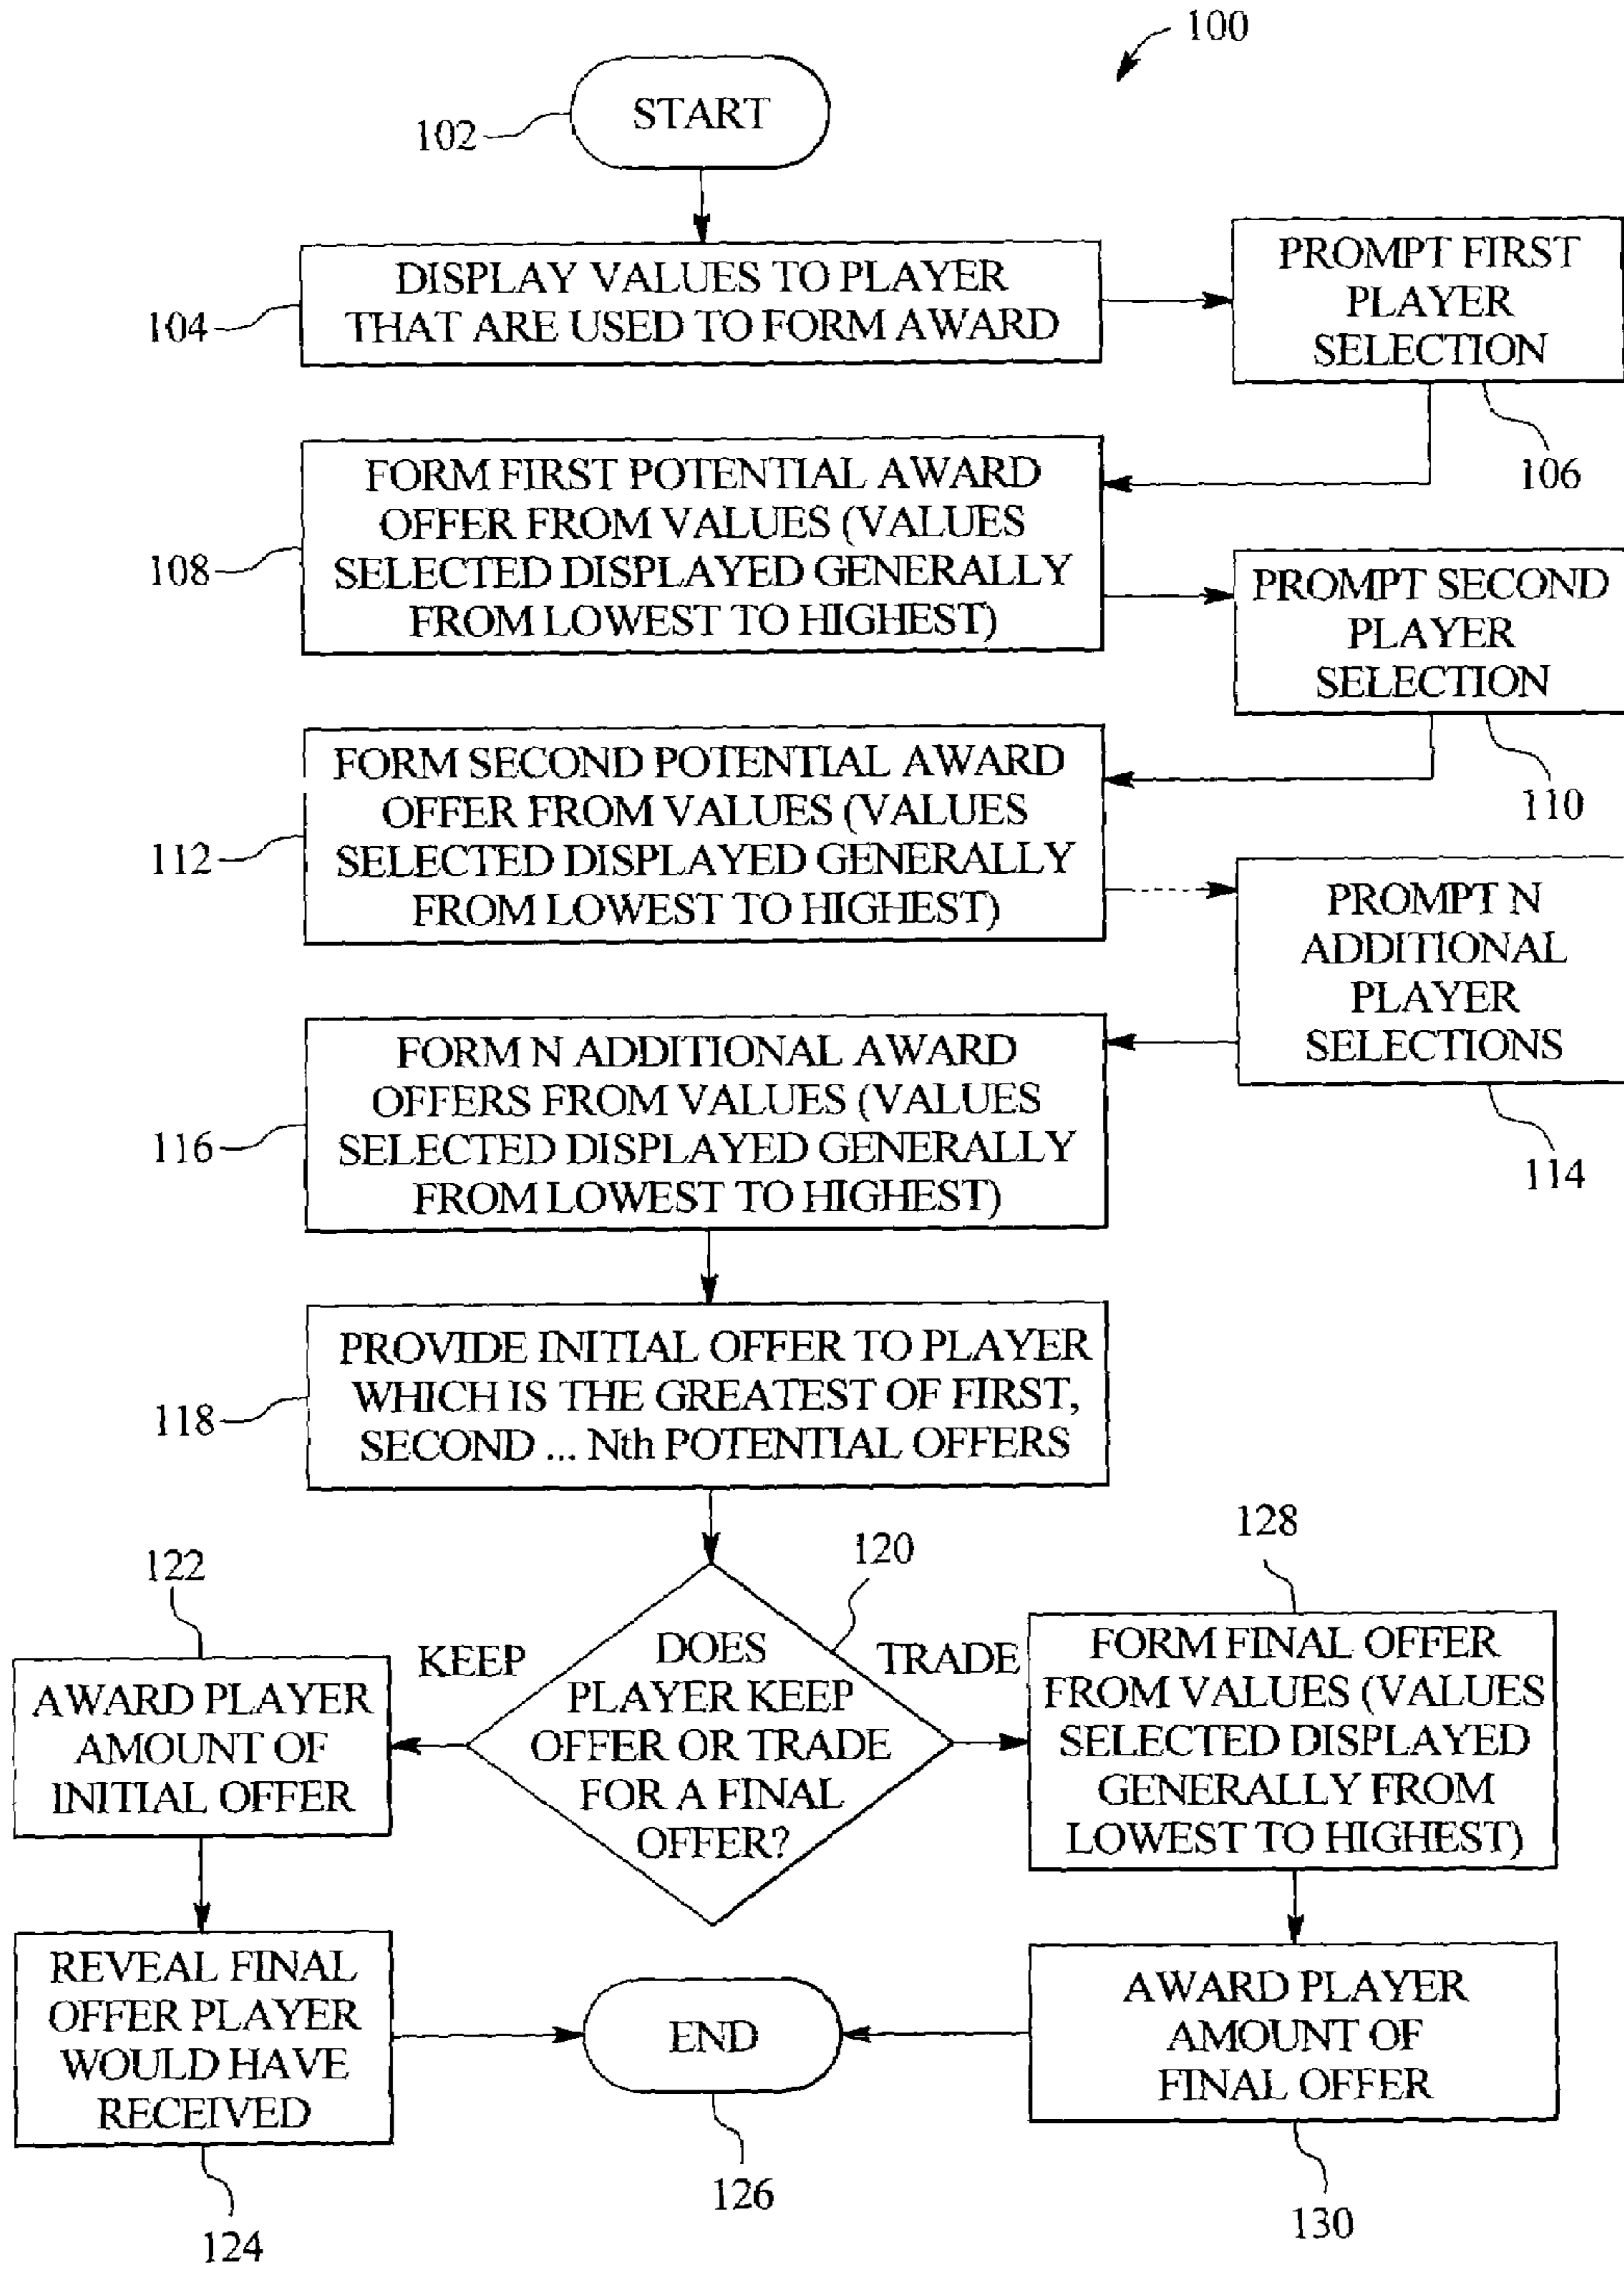 100
START
102
DISPLAY VALUES TO PLAYER
THAT ARE USED TO FORM AWARD
104
PROMPT FIRST
PLAYER
SELECTION
106
FORM FIRST POTENTIAL AWARD
OFFER FROM VALUES (VALUES
SELECTED DISPLAYED GENERALLY
FROM LOWEST TO HIGHEST)
108
PROMPT SECOND
PLAYER
SELECTION
110
FORM SECOND POTENTIAL AWARD
OFFER FROM VALUES (VALUES
SELECTED DISPLAYED GENERALLY
FROM LOWEST TO HIGHEST)
112
PROMPT N
ADDITIONAL
PLAYER
SELECTIONS
114
FORM N ADDITIONAL AWARD
OFFERS FROM VALUES (VALUES
SELECTED DISPLAYED GENERALLY
FROM LOWEST TO HIGHEST)
116
PROVIDE INITIAL OFFER TO PLAYER
WHICH IS THE GREATEST OF FIRST,
SECOND ... Nth POTENTIAL OFFERS
118
120
DOES
PLAYER KEEP
OFFER OR TRADE
FOR A FINAL
OFFER?
KEEP
TRADE
122
AWARD PLAYER
AMOUNT OF
INITIAL OFFER
128
FORM FINAL OFFER
FROM VALUES (VALUES
SELECTED DISPLAYED
GENERALLY FROM
LOWEST TO HIGHEST)
REVEAL FINAL
OFFER PLAYER
WOULD HAVE
RECEIVED
124
END
126
AWARD PLAYER
AMOUNT OF
FINAL OFFER
130